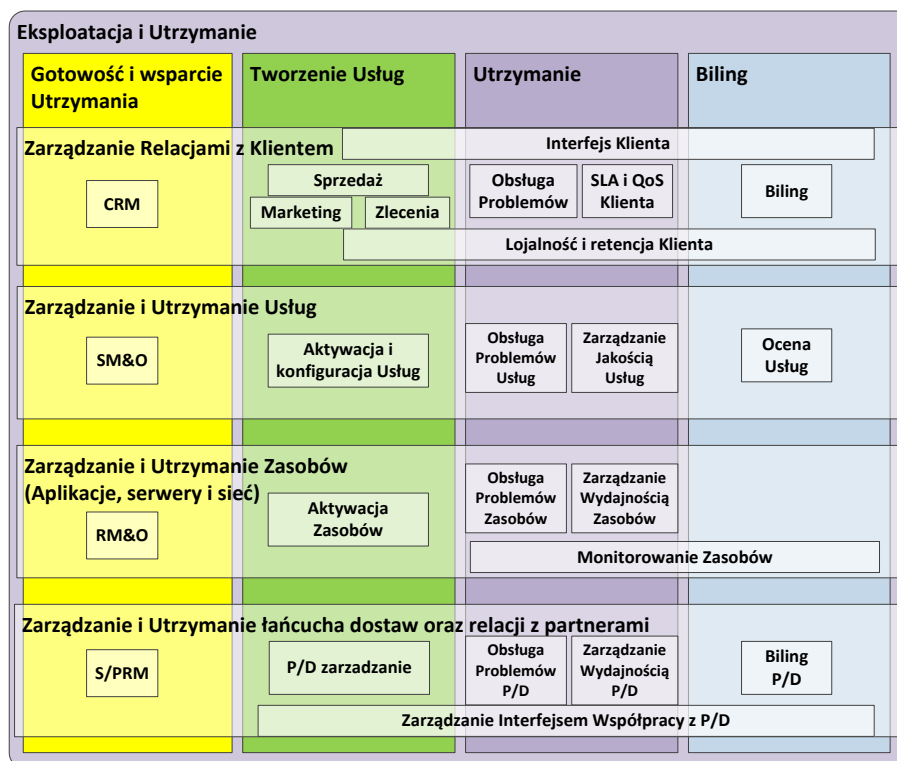 Eksploatacja i Utrzymanie
Gotowość i wsparcie
Utrzymania
Tworzenie Usług
Utrzymanie
Biling
Zarządzanie Relacjami z Klientem
Interfejs Klienta
CRM
Sprzedaż
Marketing
Zlecenia
Obsługa
Problemów
SLA i QoS
Klienta
Biling
Lojalność i retencja Klienta
Zarządzanie i Utrzymanie Usług
SM&O
Aktywacja i
konfiguracja Usług
Obsługa
Problemów
Usług
Zarządzanie
Jakością
Usług
Ocena
Usług
Zarządzanie i Utrzymanie Zasobów
(Aplikacje, serwery i sieć)
RM&O
Aktywacja
Zasobów
Obsługa
Problemów
Zasobów
Zarządzanie
Wydajnością
Zasobów
Monitorowanie Zasobów
Zarządzanie i Utrzymanie łańcucha dostaw oraz relacji z partnerami
S/PRM
P/D zarzadzanie
Obsługa
Problemów
P/D
Zarządzanie
Wydajnością
P/D
Biling
P/D
Zarządzanie Interfejsem Współpracy z P/D